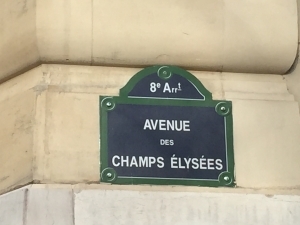 8e Arrt
AVENUE
DES
CHAMPS ÉLYSÉES